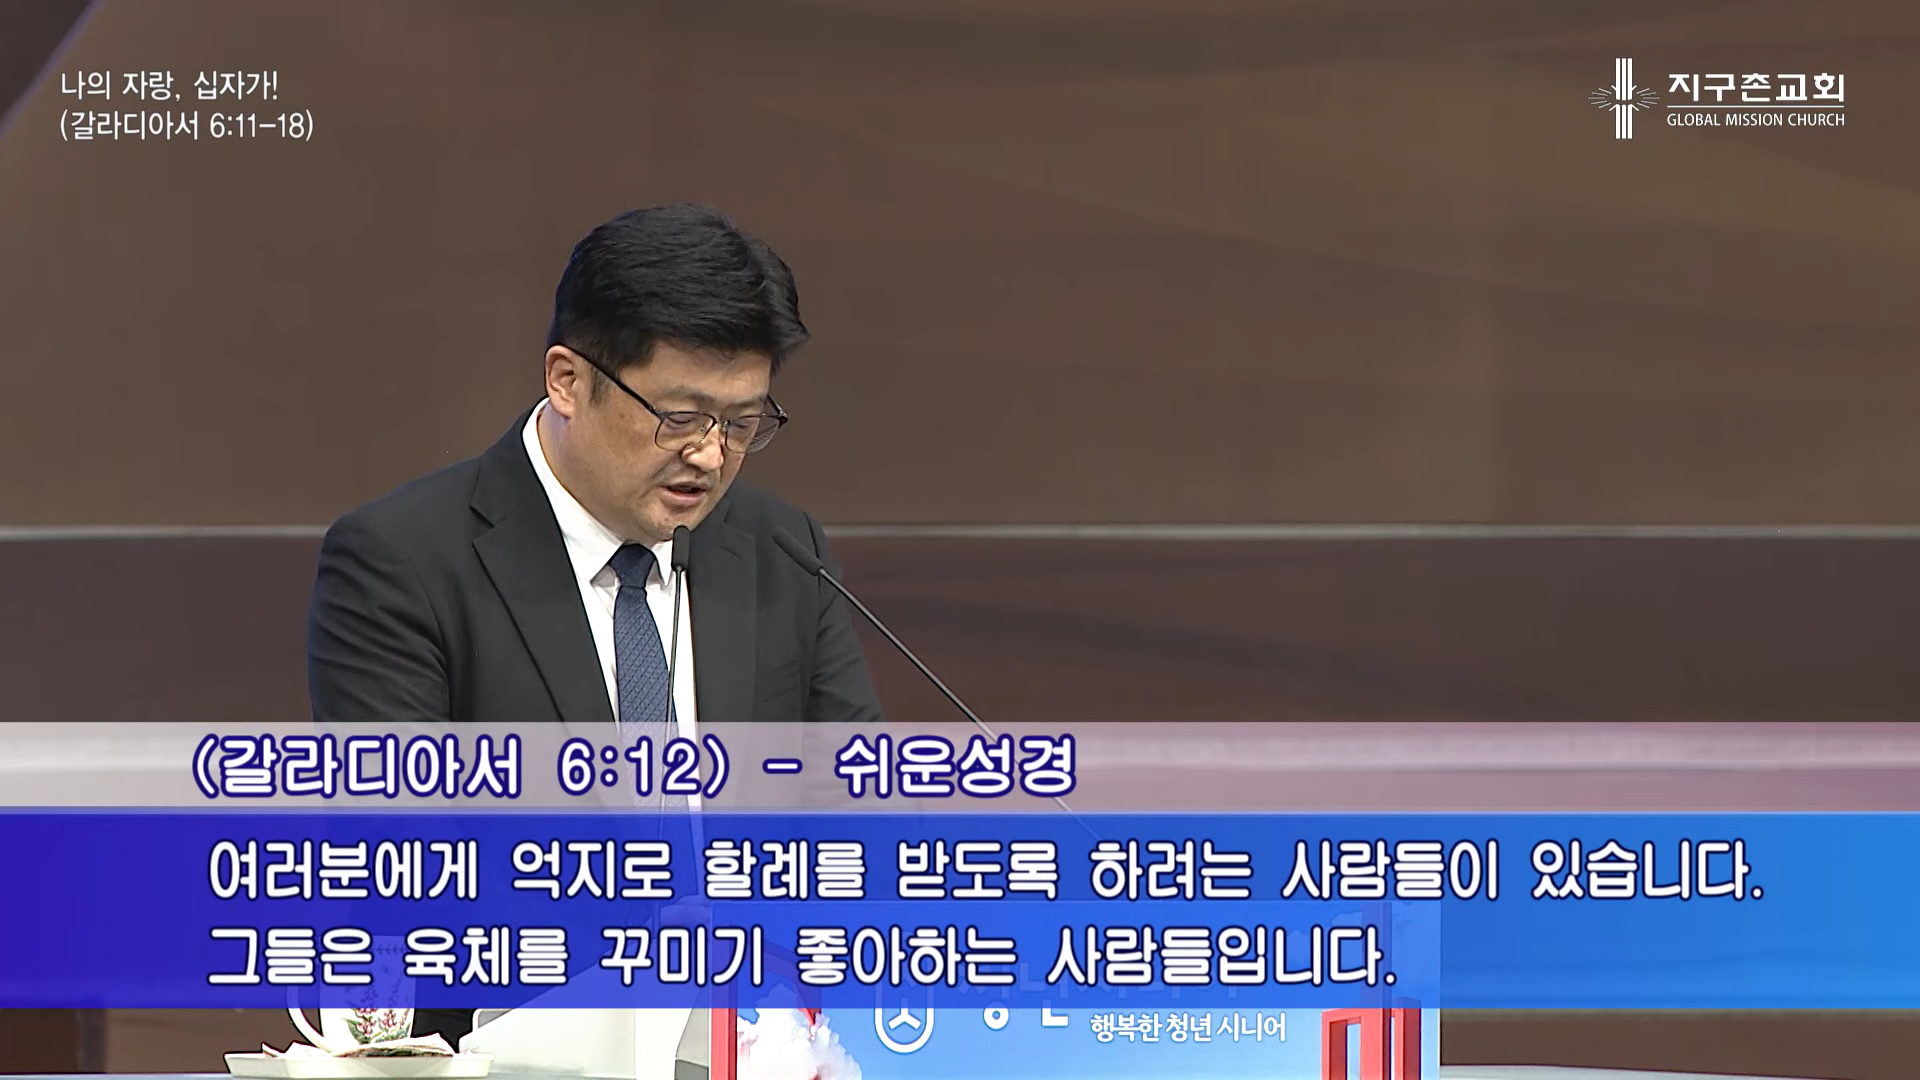 나의 자랑, 십자가!
(갈라디아서 6:11-18)
지구촌교회
GLOBAL MISSION CHURCH
(갈라디아서 6:12) - 쉬운성경
여러분에게 억지로 할례를 받도록 하려는 사람들이 있습니다.
그들은 육체를 꾸미기 좋아하는 사람들입니다.
행복한 청년 시니어